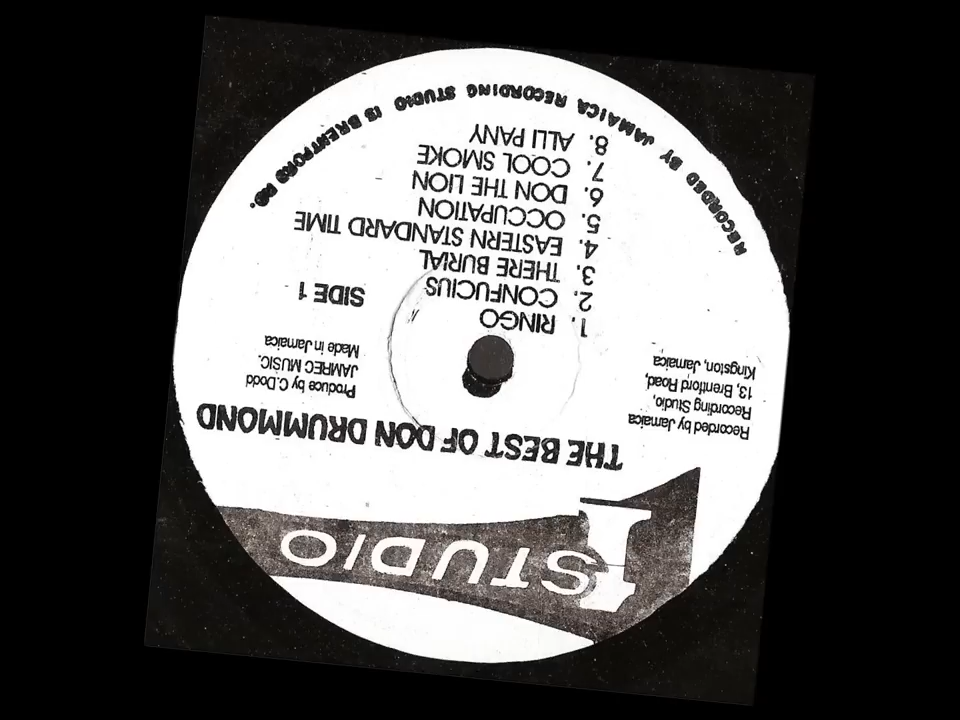 STUDIO 1
THE BEST OF DON DRUMMOND
Recorded by Jamaica
Recording Studio,
13, Brentford Road,
Kingston, Jamaica
Produce by C.Dodd
JAMREC MUSIC.
Made in Jamaica
SIDE 1
1. RINGO
2. CONFUCIUS
3. THERE BURIAL
4. EASTERN STANDARD TIME
5. OCCUPATION
6. DON THE LION
7. COOL SMOKE
8. ALLI PANY
RECORDED BY JAMAICA RECORDING STUDIO 13 BRENTFORD RD.